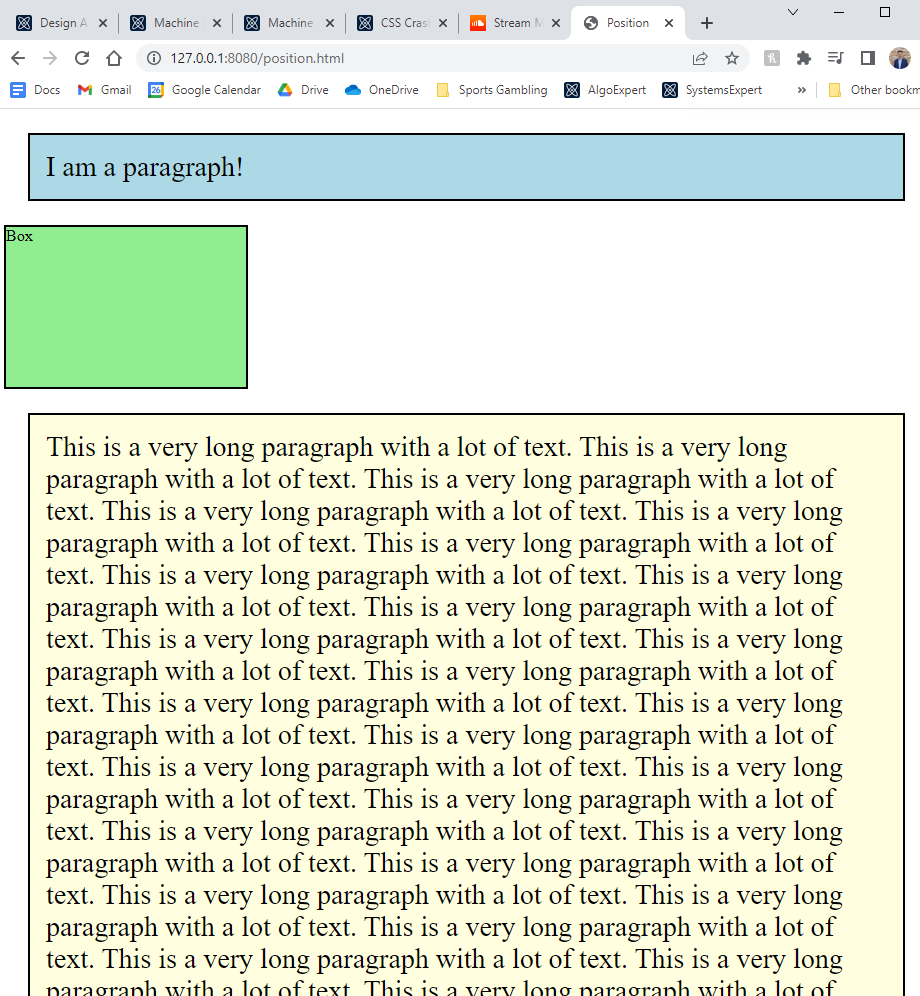 Design A Machine Machine CSS Cras Stream M Position
127.0.0.1:8080/position.html
Docs Gmail 26 Google Calendar Drive OneDrive Sports Gambling AlgoExpert SystemsExpert » Other bookm
I am a paragraph!
Box
This is a very long paragraph with a lot of text. This is a very long
paragraph with a lot of text. This is a very long paragraph with a lot of
text. This is a very long paragraph with a lot of text. This is a very long
paragraph with a lot of text. This is a very long paragraph with a lot of
text. This is a very long paragraph with a lot of text. This is a very long
paragraph with a lot of text. This is a very long paragraph with a lot of
text. This is a very long paragraph with a lot of text. This is a very long
paragraph with a lot of text. This is a very long paragraph with a lot of
text. This is a very long paragraph with a lot of text. This is a very long
paragraph with a lot of text. This is a very long paragraph with a lot of
text. This is a very long paragraph with a lot of text. This is a very long
paragraph with a lot of text. This is a very long paragraph with a lot of
text. This is a very long paragraph with a lot of text. This is a very long
paragraph with a lot of text. This is a very long paragraph with a lot of
text. This is a very long paragraph with a lot of text. This is a very long
paragraph with a lot of text. This is a very long paragraph with a lot of
text. This is a very long paragraph with a lot of text. This is a very long
paragraph with a lot of text. This is a very long paragraph with a lot of